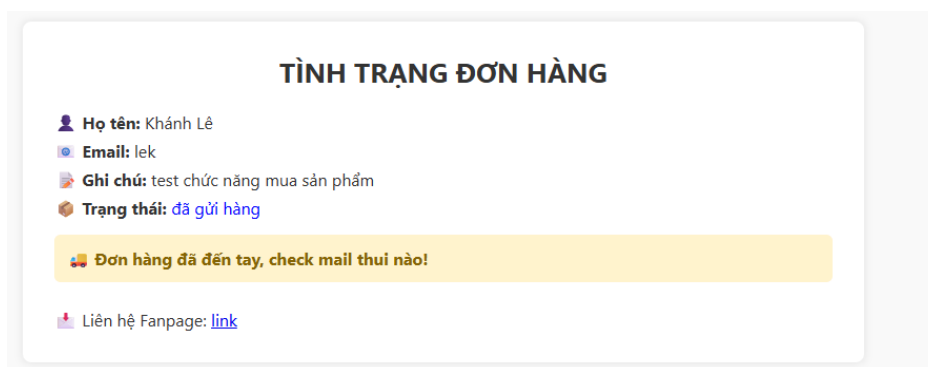 TÌNH TRẠNG ĐƠN HÀNG
Họ tên: Khánh Lê
Email: lek
Ghi chú: test chức năng mua sản phẩm
Trạng thái: đã gửi hàng
Đơn hàng đã đến tay, check mail thui nào!
Liên hệ Fanpage: link